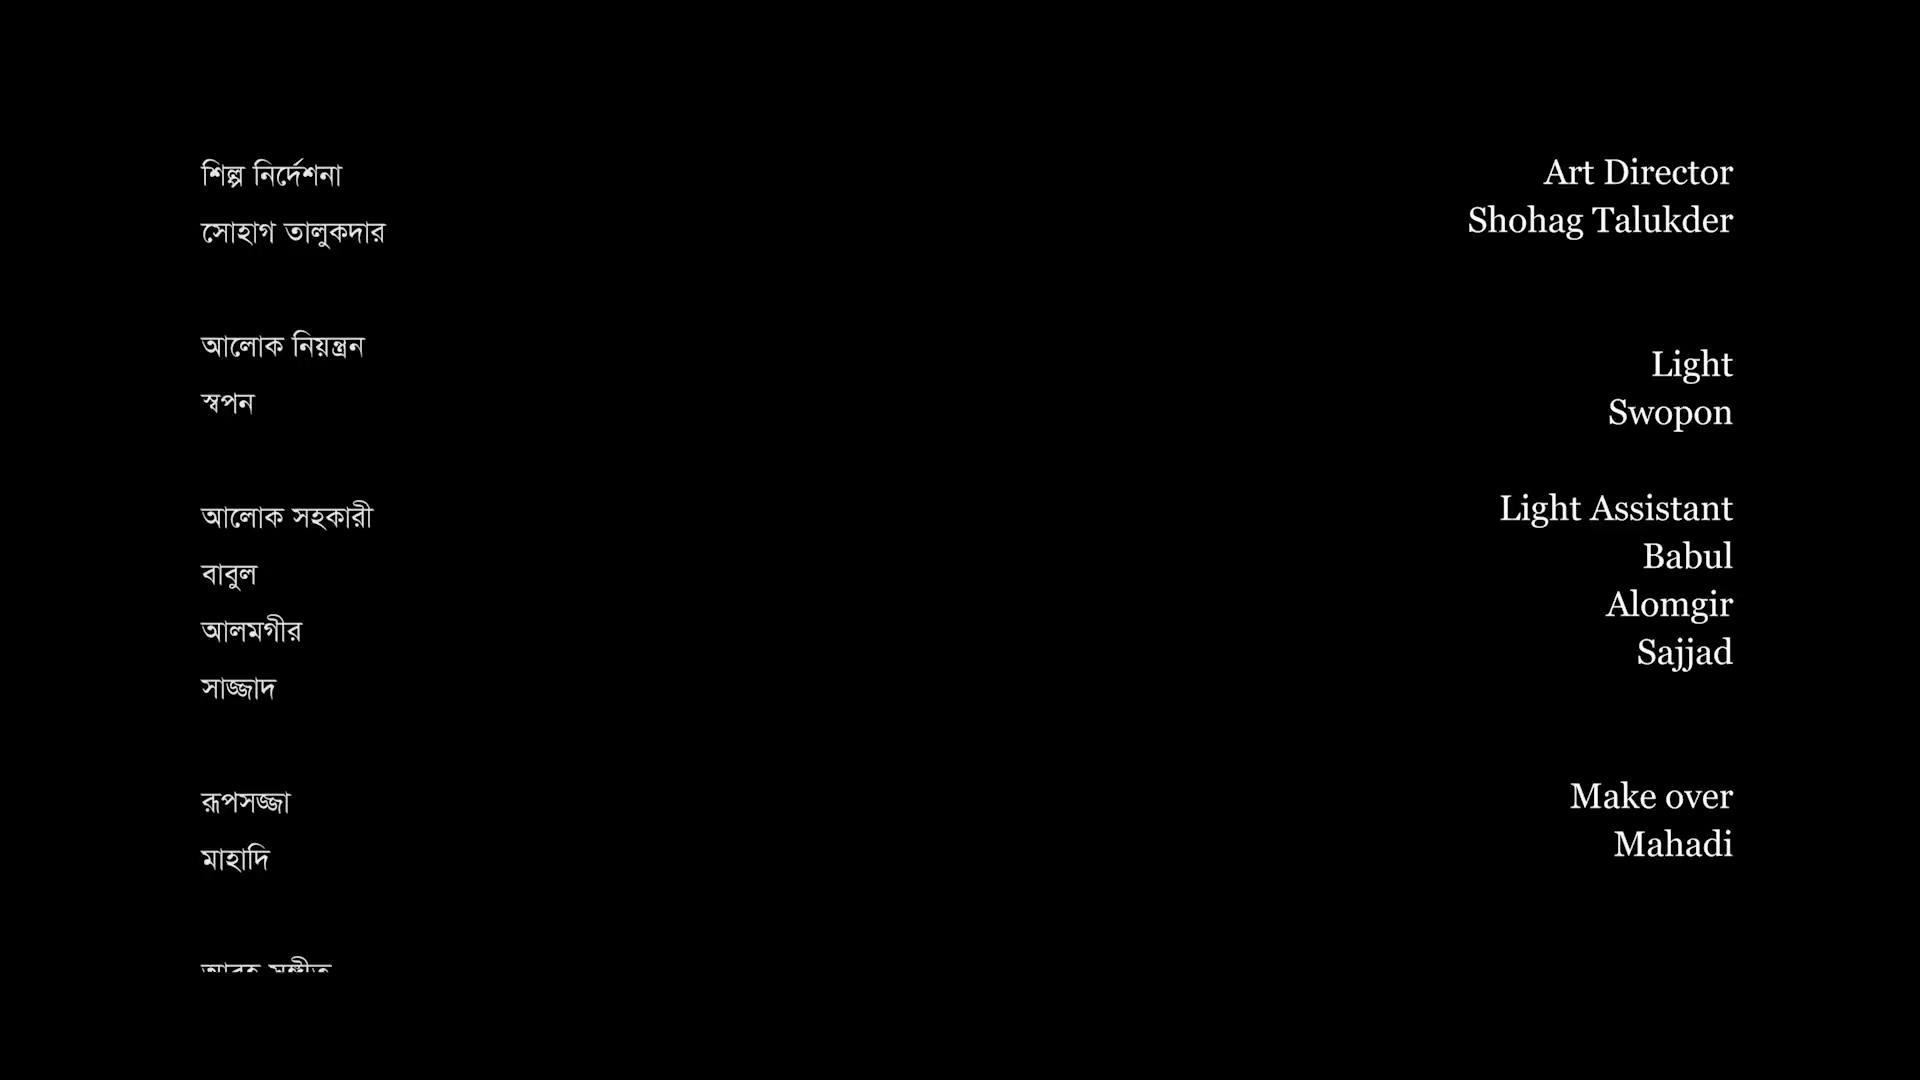 শিল্প নির্দেশনা
সোহাগ তালুকদার
আলোক নিয়ন্ত্রন
স্বপন
আলোক সহকারী
বাবুল
আলমগীর
সাজ্জাদ
রূপসজ্জা
মাহাদি
Art Director
Shohag Talukder
Light
Swopon
Light Assistant
Babul
Alomgir
Sajjad
Make over
Mahadi